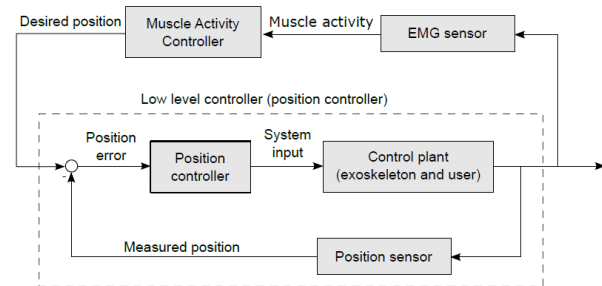 Desired position
Muscle Activity
Controller
Muscle activity
EMG sensor
Low level controller (position controller)
Position
error
Position
controller
System
input
Control plant
(exoskeleton and user)
-
Measured position
Position sensor